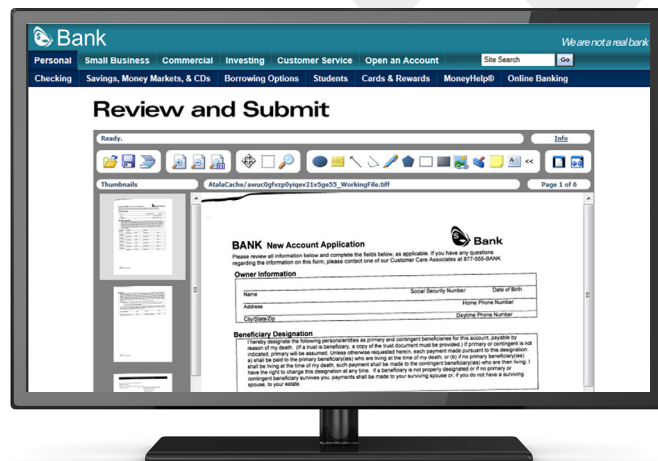 Bank
We are not a real bank
Personal Small Business Commercial Investing Customer Service Open an Account Site Search Go
Checking Savings, Money Markets, & CDs Borrowing Options Students Cards & Rewards MoneyHelp® Online Banking
Review and Submit
Ready. Info
Thumbnails AtalaCache/awuc0gfvzp0yiqev21v5ge55_WorkingFile.tiff Page 1 of 6
BANK New Account Application Bank
Please review all information below and complete the fields below, as applicable. If you have any questions
regarding the information on this form, please contact one of our Customer Care Associates at 877-555-BANK
Owner Information
Name Social Security Number Date of Birth
Address Home Phone Number
City/State/Zip Daytime Phone Number
Beneficiary Designation
I hereby designate the following persons/entities as primary and contingent beneficiaries for this account, payable by
reason of my death. (If a trust is beneficiary, a copy of the trust document must be provided.) If primary or contingent is not
indicated, primary will be assumed. Unless otherwise requested herein, each payment made pursuant to this designation:
a) shall be paid to the primary beneficiary(ies) who are living at the time of my death, or (b) if no primary beneficiary(ies)
shall be living at the time of my death, such payment shall be made to the contingent beneficiary(ies) who are then living. I
have the right to change this designation at any time. If a beneficiary is not properly designated or if no primary or
contingent beneficiary survives you, payments shall be made to your surviving spouse or, if you do not have a surviving
spouse, to your estate.